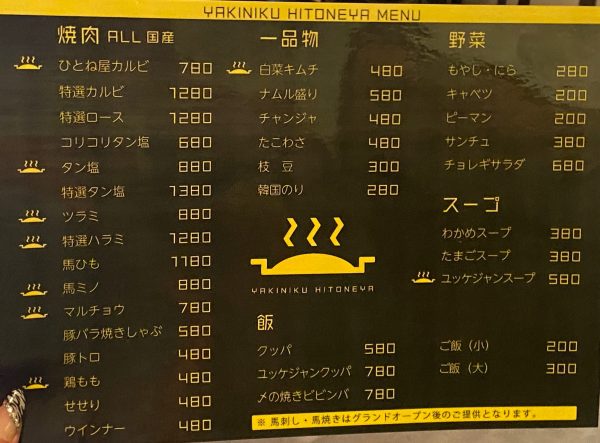 YAKINIKU HITONEYA MENU
焼肉 ALL 国産
ひとね屋カルビ 780
特選カルビ 1280
特選ロース 1280
コリコリタン塩 680
タン塩 880
特選タン塩 1380
ツラミ 880
特選ハラミ 1280
馬ひも 1180
馬ミノ 880
マルチョウ 780
豚バラ焼きしゃぶ 580
豚トロ 480
鶏もも 480
せせり 480
ウインナー 480
一品物
白菜キムチ 480
ナムル盛り 580
チャンジャ 480
たこわさ 480
枝豆 300
韓国のり 280
YAKINIKU HITONEYA
野菜
もやし・にら 280
キャベツ 200
ピーマン 200
サンチュ 380
チョレギサラダ 680
スープ
わかめスープ 380
たまごスープ 380
ユッケジャンスープ 580
飯
クッパ 580
ユッケジャンクッパ 780
〆の焼きビビンバ 780
ご飯（小） 200
ご飯（大） 300
※ 馬刺し・馬焼きはグランドオープン後のご提供となります。